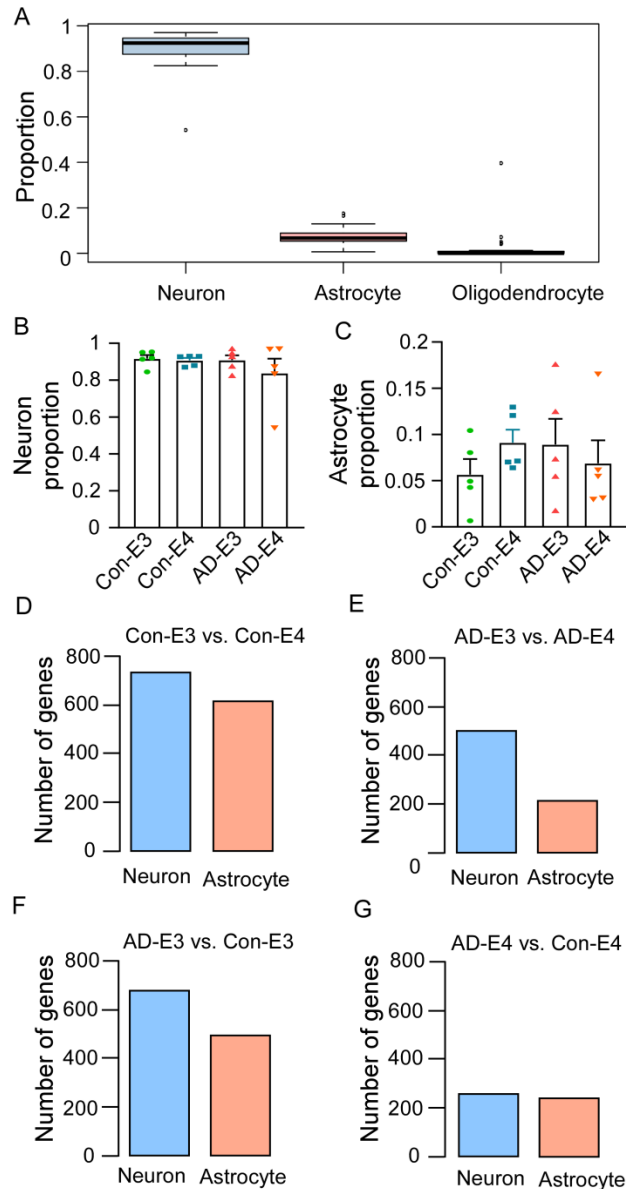 A
1
0.8
0.6
0.4
0.2
0
Proportion
Neuron Astrocyte Oligodendrocyte
B
1
0.8
0.6
0.4
0.2
0
Neuron
proportion
Con-E3 Con-E4 AD-E3 AD-E4
C
0.2
0.15
0.1
0.05
0
Astrocyte
proportion
Con-E3 Con-E4 AD-E3 AD-E4
D
Con-E3 vs. Con-E4
800
600
400
200
0
Number of genes
Neuron Astrocyte
E
AD-E3 vs. AD-E4
800
600
400
200
0
Number of genes
Neuron Astrocyte
F
AD-E3 vs. Con-E3
800
600
400
200
0
Number of genes
Neuron Astrocyte
G
AD-E4 vs. Con-E4
800
600
400
200
0
Number of genes
Neuron Astrocyte